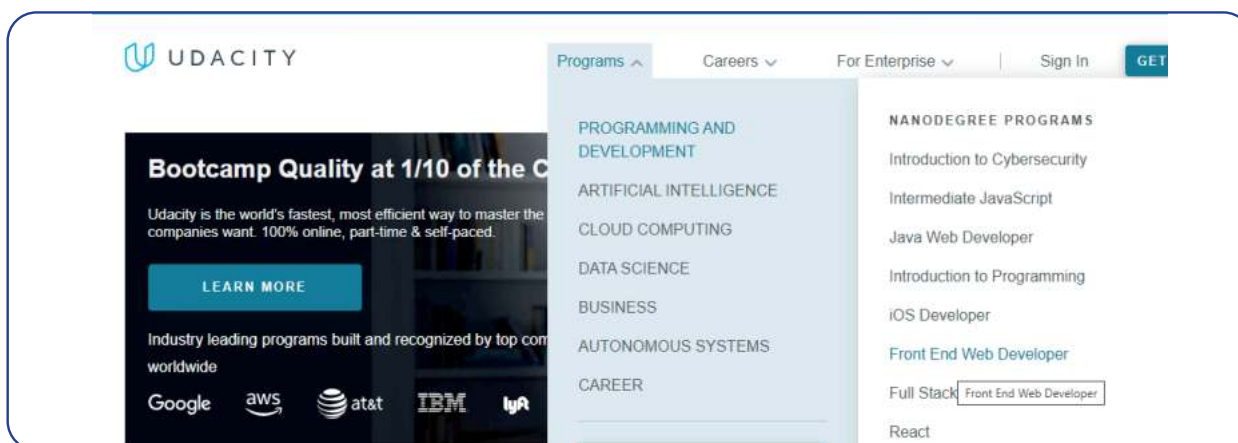 UDACITY
Programs
Careers
For Enterprise
Sign In
GET
Bootcamp Quality at 1/10 of the C
Udacity is the world's fastest, most efficient way to master the
companies want. 100% online, part-time & self-paced.
LEARN MORE
Industry leading programs built and recognized by top com
worldwide
Google aws at&t IBM lyft
PROGRAMMING AND
DEVELOPMENT
ARTIFICIAL INTELLIGENCE
CLOUD COMPUTING
DATA SCIENCE
BUSINESS
AUTONOMOUS SYSTEMS
CAREER
NANODEGREE PROGRAMS
Introduction to Cybersecurity
Intermediate JavaScript
Java Web Developer
Introduction to Programming
iOS Developer
Front End Web Developer
Full Stack
Front End Web Developer
React